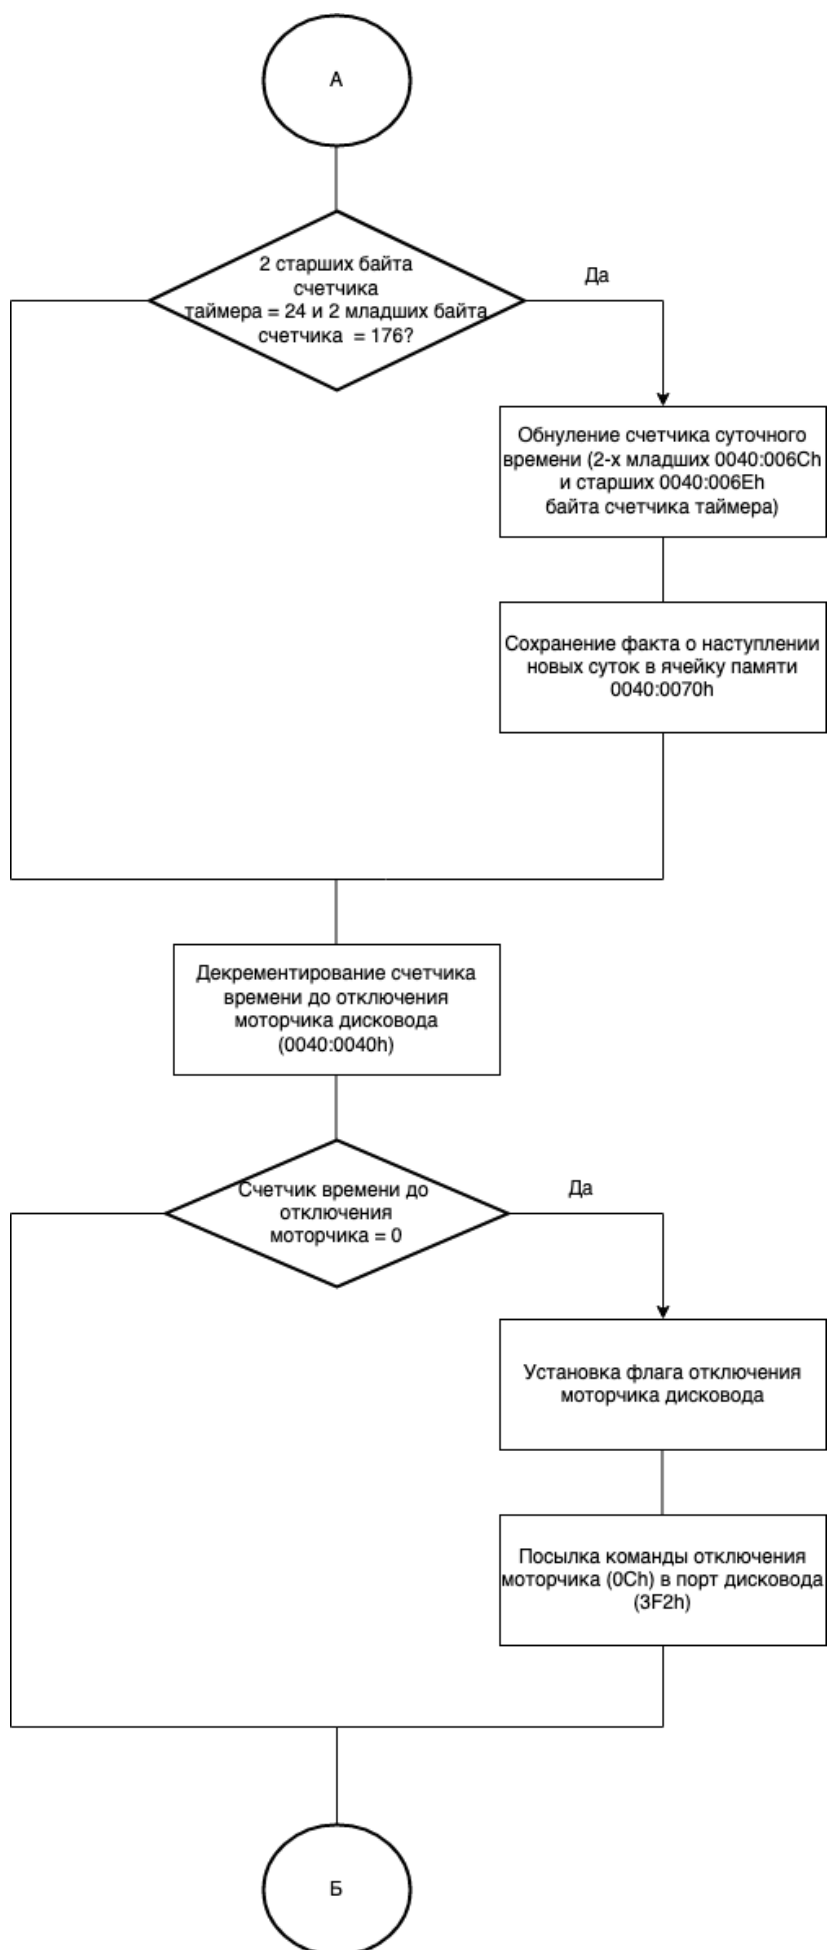 А
2 старших байта
счетчика
таймера = 24 и 2 младших байта
счетчика = 176?
Да
Обнуление счетчика суточного
времени (2-х младших 0040:006Ch
и старших 0040:006Eh
байта счетчика таймера)
Сохранение факта о наступлении
новых суток в ячейку памяти
0040:0070h
Декрементирование счетчика
времени до отключения
моторчика дисковода
(0040:0040h)
Счетчик времени до
отключения
моторчика = 0
Да
Установка флага отключения
моторчика дисковода
Посылка команды отключения
моторчика (0Ch) в порт дисковода
(3F2h)
Б